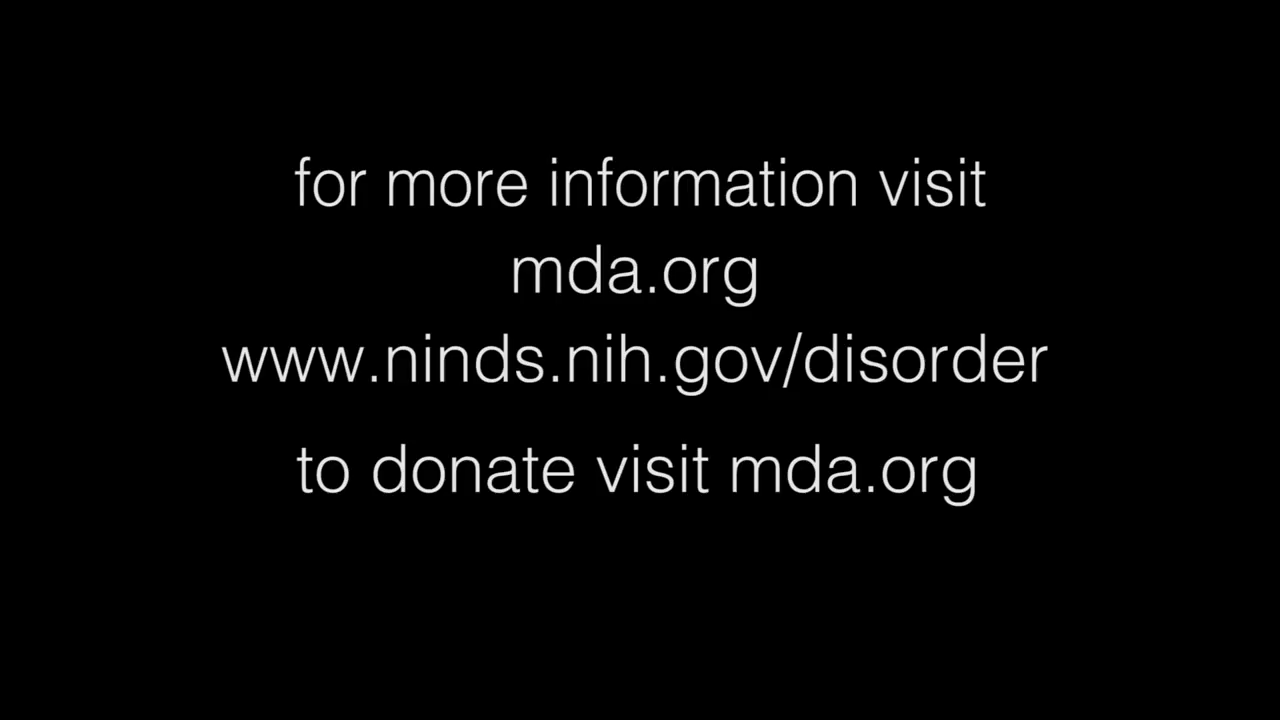 for more information visit
mda.org
www.ninds.nih.gov/disorder
to donate visit mda.org